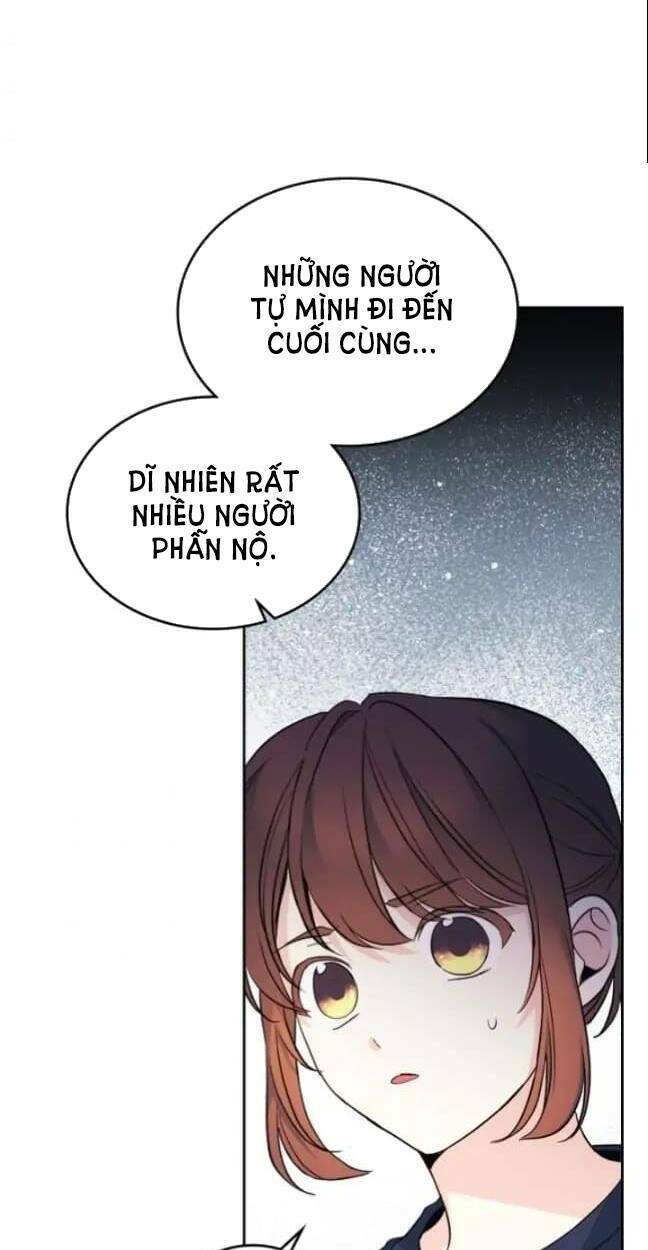 NHỮNG NGƯỜI
TỰ MÌNH ĐI ĐẾN
CUỐI CÙNG...
DĨ NHIÊN RẤT
NHIỀU NGƯỜI
PHẪN NỘ.